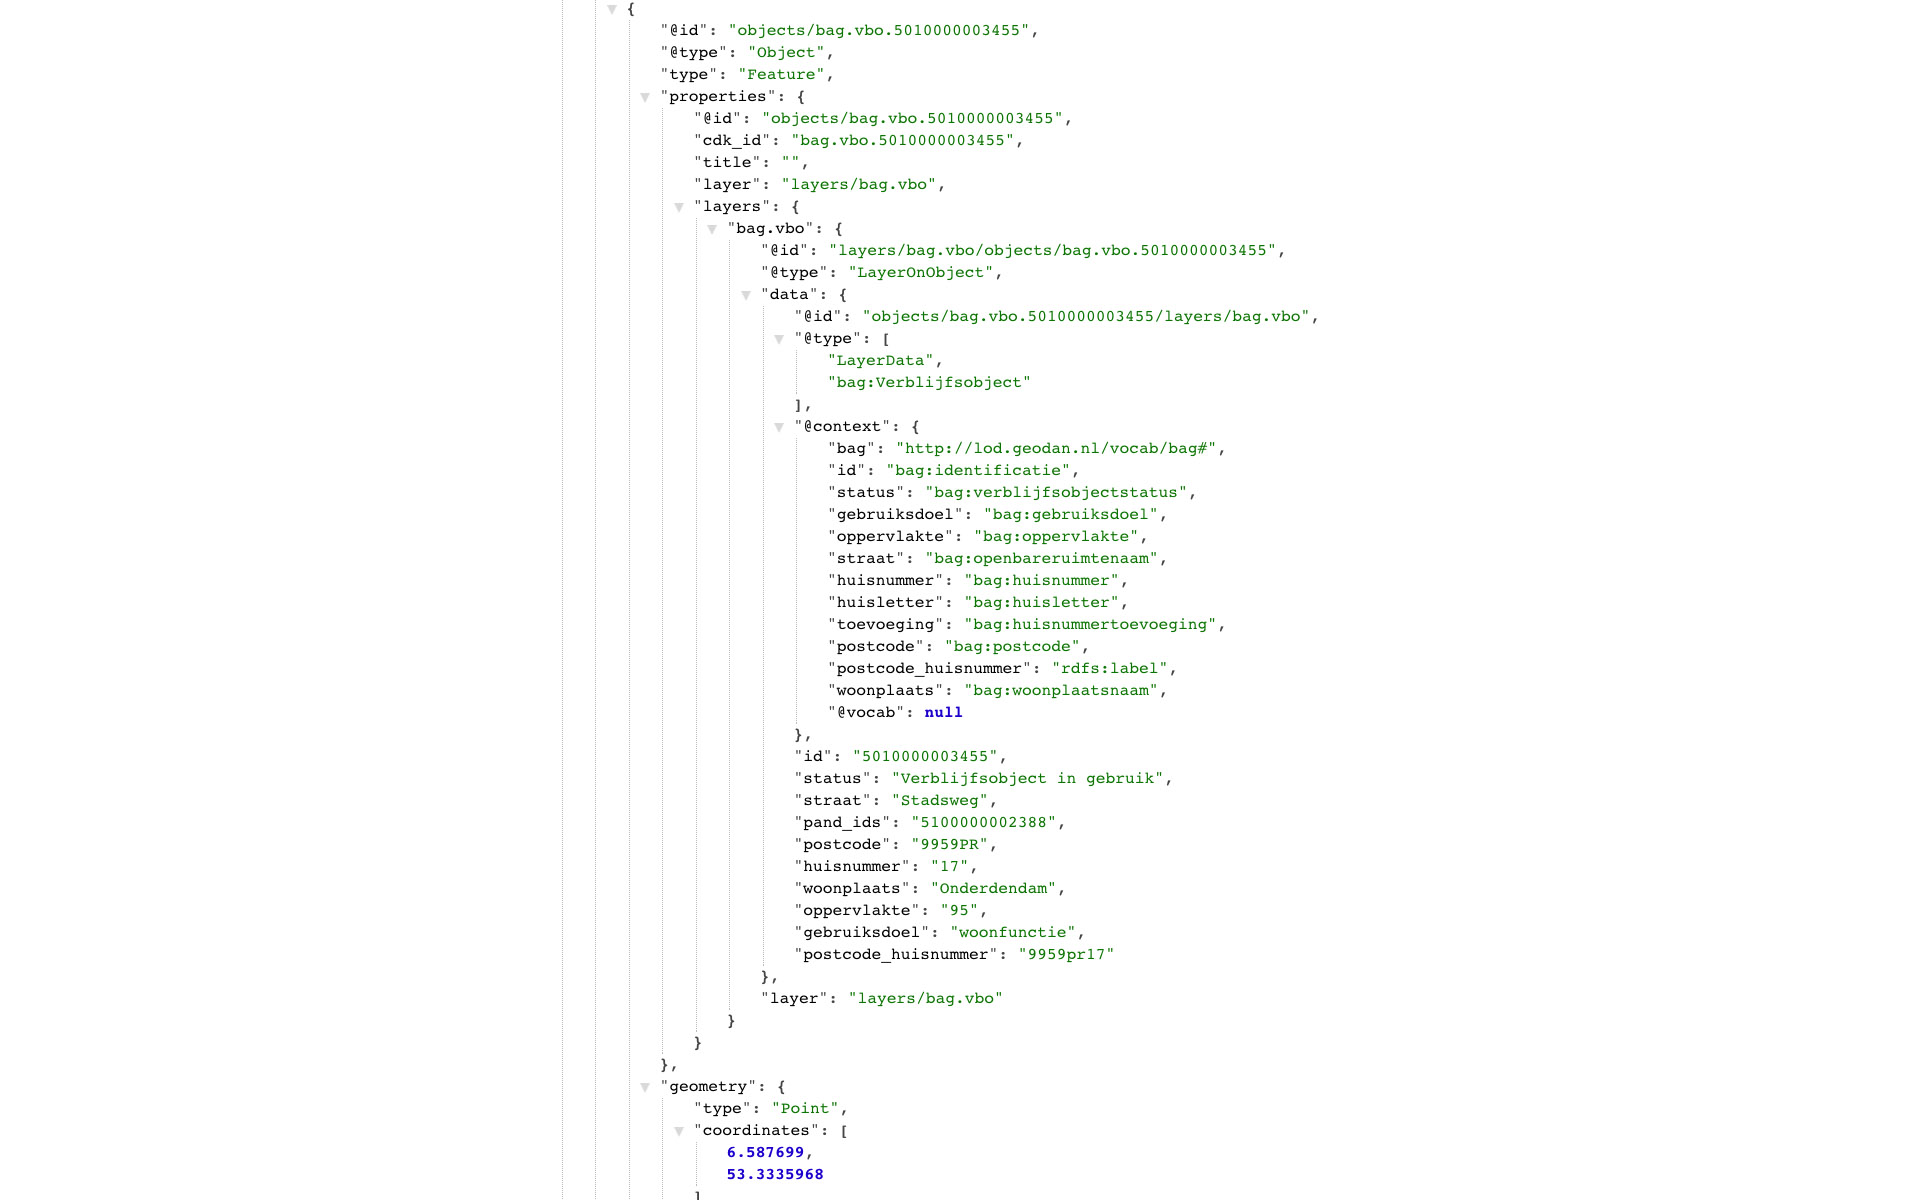 {
"@id": "objects/bag.vbo.5010000003455",
"@type": "Object",
"type": "Feature",
"properties": {
"@id": "objects/bag.vbo.5010000003455",
"cdk_id": "bag.vbo.5010000003455",
"title": "",
"layer": "layers/bag.vbo",
"layers": {
"bag.vbo": {
"@id": "layers/bag.vbo/objects/bag.vbo.5010000003455",
"@type": "LayerOnObject",
"data": {
"@id": "objects/bag.vbo.5010000003455/layers/bag.vbo",
"@type": [
"LayerData",
"bag:Verblijfsobject"
],
"@context": {
"bag": "http://lod.geodan.nl/vocab/bag#",
"id": "bag:identificatie",
"status": "bag:verblijfsobjectstatus",
"gebruiksdoel": "bag:gebruiksdoel",
"oppervlakte": "bag:oppervlakte",
"straat": "bag:openbareruimtenaam",
"huisnummer": "bag:huisnummer",
"huisletter": "bag:huisletter",
"toevoeging": "bag:huisnummertoevoeging",
"postcode": "bag:postcode",
"postcode_huisnummer": "rdfs:label",
"woonplaats": "bag:woonplaatsnaam",
"@vocab": null
},
"id": "5010000003455",
"status": "Verblijfsobject in gebruik",
"straat": "Stadsweg",
"pand_ids": "5100000002388",
"postcode": "9959PR",
"huisnummer": "17",
"woonplaats": "Onderdendam",
"oppervlakte": "95",
"gebruiksdoel": "woonfunctie",
"postcode_huisnummer": "9959pr17"
},
"layer": "layers/bag.vbo"
}
}
},
"geometry": {
"type": "Point",
"coordinates": [
6.587699,
53.3335968
]